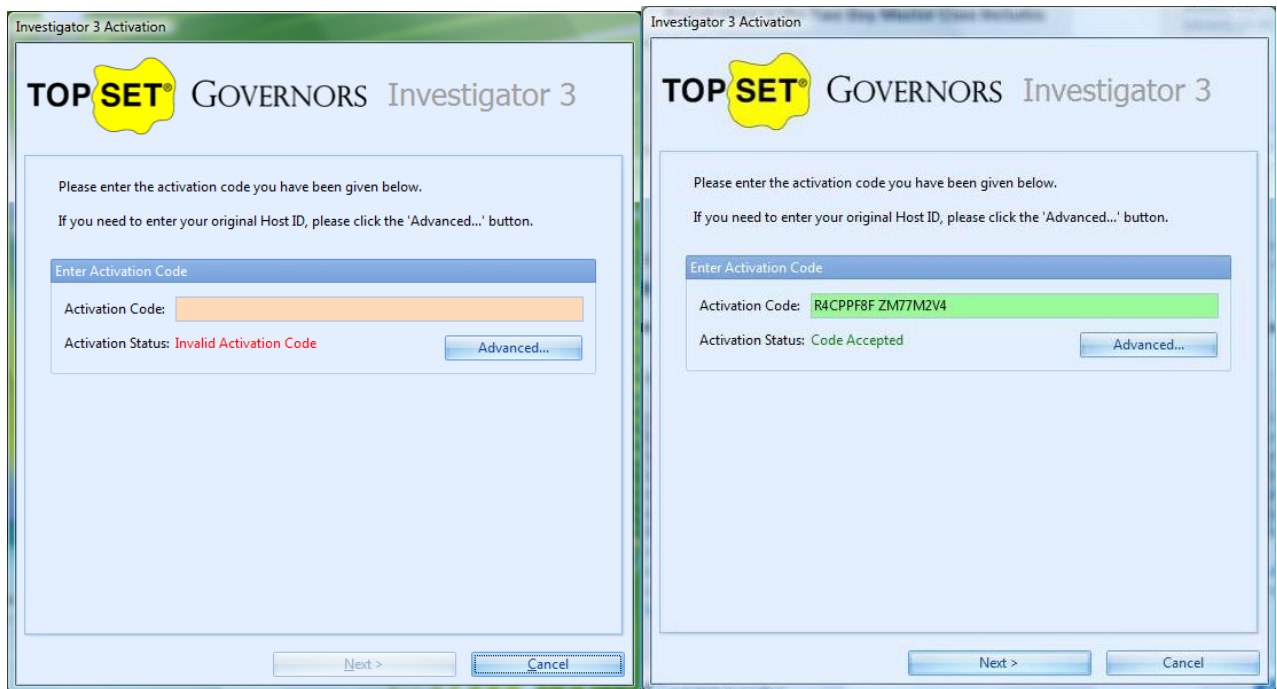 Investigator 3 Activation
TOP SET® GOVERNORS Investigator 3
Please enter the activation code you have been given below.
If you need to enter your original Host ID, please click the 'Advanced...' button.
Enter Activation Code
Activation Code:
Activation Status: Invalid Activation Code
Advanced...
Next >
Cancel
Investigator 3 Activation
TOP SET® GOVERNORS Investigator 3
Please enter the activation code you have been given below.
If you need to enter your original Host ID, please click the 'Advanced...' button.
Enter Activation Code
Activation Code: R4CPPF8F ZM77M2V4
Activation Status: Code Accepted
Advanced...
Next >
Cancel